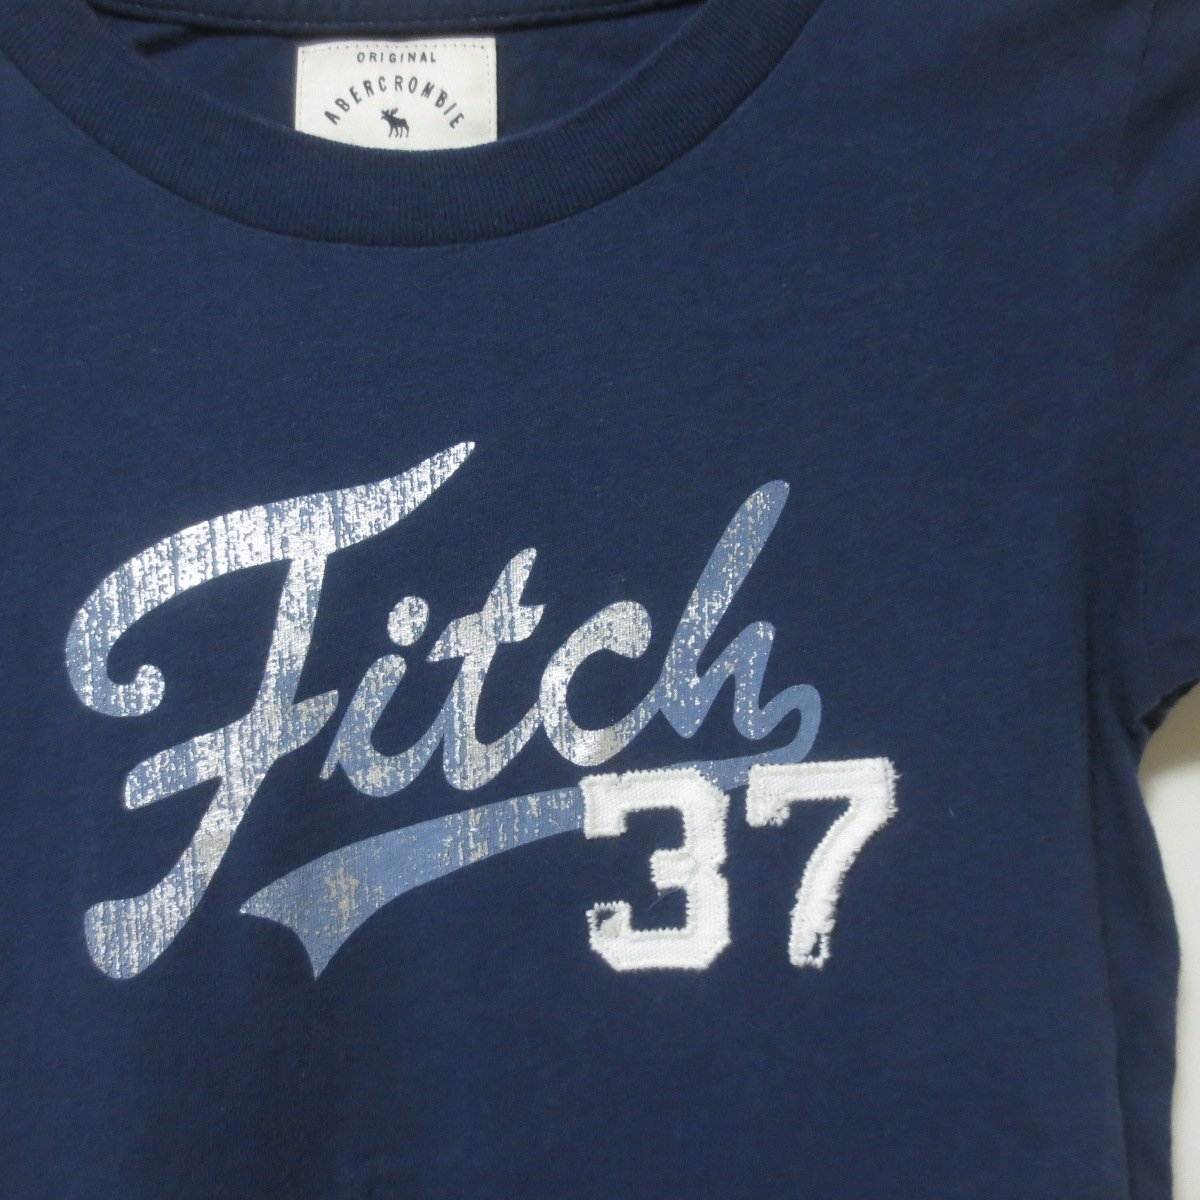 ORIGINAL
ABERCROMBIE
Fitch
37